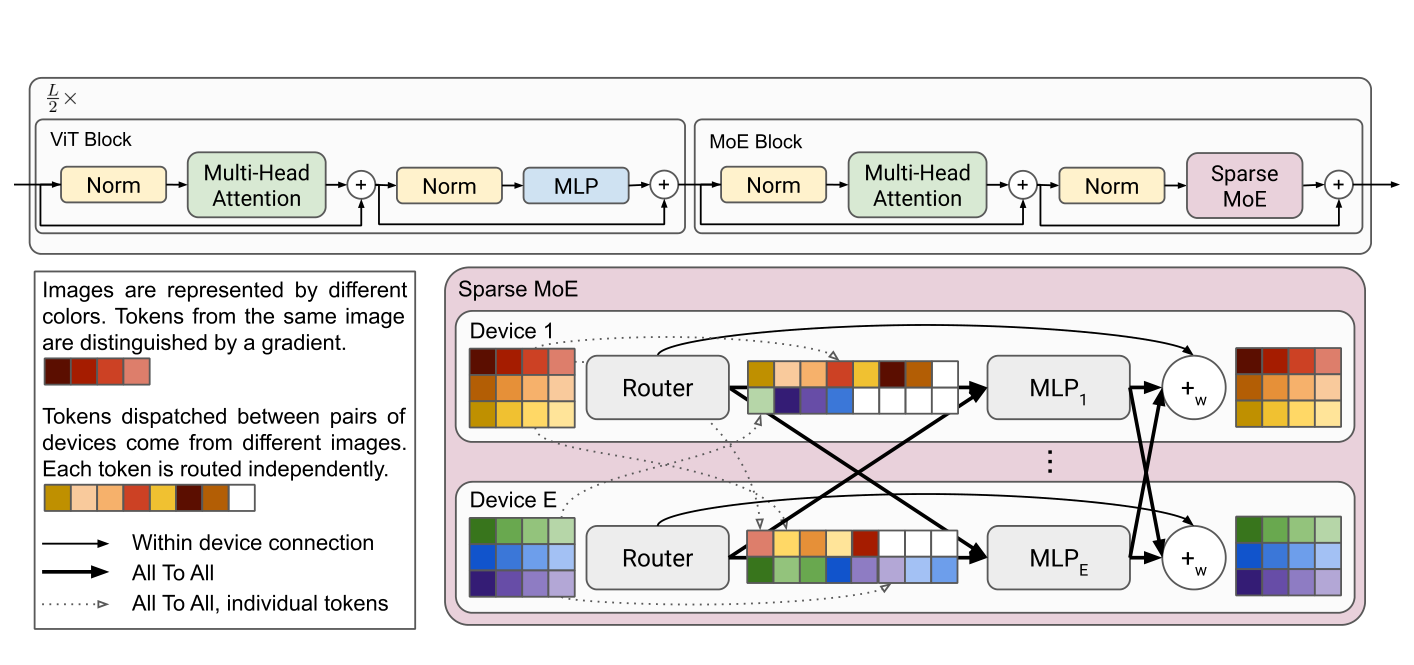 L/2 ×
ViT Block
Norm
Multi-Head
Attention
+
Norm
MLP
+
MoE Block
Norm
Multi-Head
Attention
+
Norm
Sparse
MoE
+
Images are represented by different
colors. Tokens from the same image
are distinguished by a gradient.
Tokens dispatched between pairs of
devices come from different images.
Each token is routed independently.
Within device connection
All To All
All To All, individual tokens
Sparse MoE
Device 1
Router
MLP₁
+w
⋮
Device E
Router
MLP_E
+w